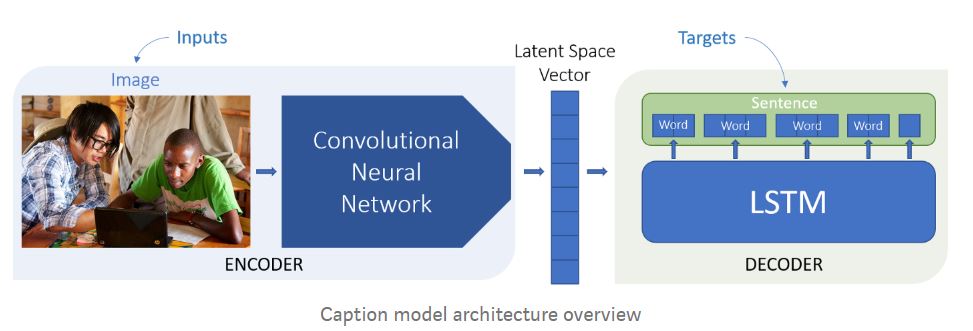 Inputs
Image
Convolutional
Neural
Network
ENCODER
Latent Space
Vector
Targets
Sentence
Word Word Word Word
LSTM
DECODER
Caption model architecture overview